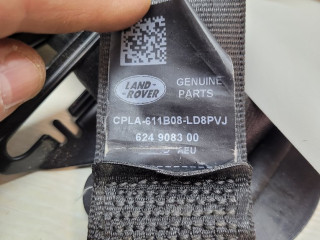 LAND-
ROVER
GENUINE
PARTS
CPLA-611B08-LD8PVJ
624 9083 00